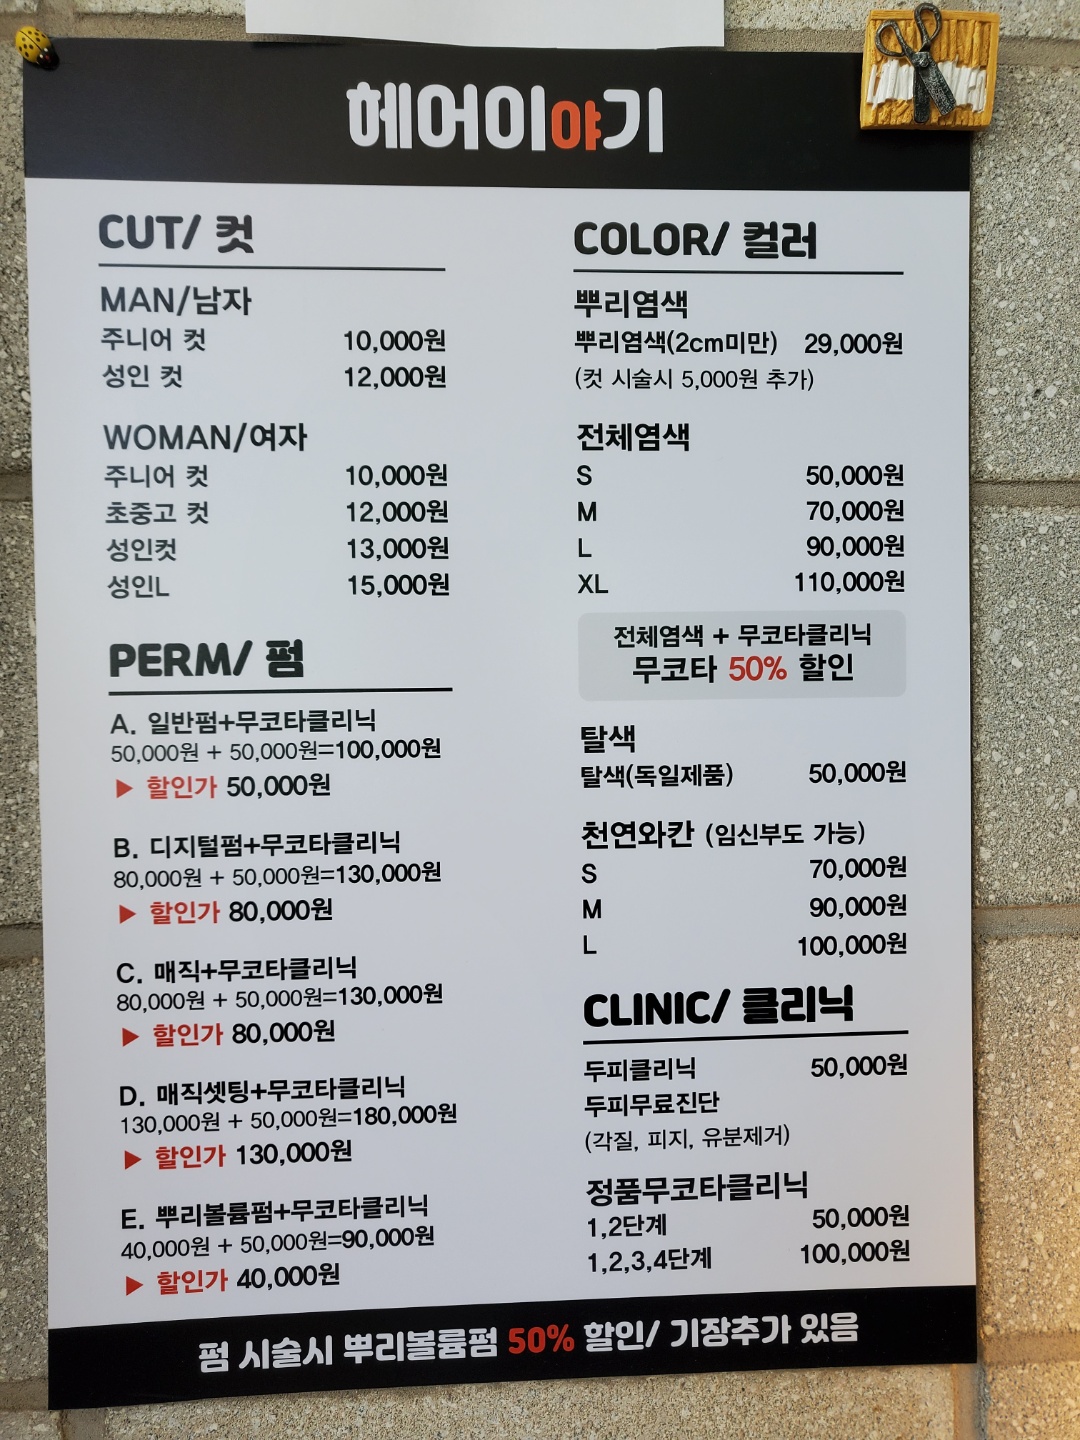 헤어이야기
CUT/ 컷
MAN/남자
주니어 컷 10,000원
성인 컷 12,000원
WOMAN/여자
주니어 컷 10,000원
초중고 컷 12,000원
성인컷 13,000원
성인L 15,000원
PERM/ 펌
A. 일반펌+무코타클리닉
50,000원 + 50,000원=100,000원
▶ 할인가 50,000원
B. 디지털펌+무코타클리닉
80,000원 + 50,000원=130,000원
▶ 할인가 80,000원
C. 매직+무코타클리닉
80,000원 + 50,000원=130,000원
▶ 할인가 80,000원
D. 매직셋팅+무코타클리닉
130,000원 + 50,000원=180,000원
▶ 할인가 130,000원
E. 뿌리볼륨펌+무코타클리닉
40,000원 + 50,000원=90,000원
▶ 할인가 40,000원
COLOR/ 컬러
뿌리염색
뿌리염색(2cm미만) 29,000원
(컷 시술시 5,000원 추가)
전체염색
S 50,000원
M 70,000원
L 90,000원
XL 110,000원
전체염색 + 무코타클리닉
무코타 50% 할인
탈색
탈색(독일제품) 50,000원
천연와칸 (임신부도 가능)
S 70,000원
M 90,000원
L 100,000원
CLINIC/ 클리닉
두피클리닉 50,000원
두피무료진단
(각질, 피지, 유분제거)
정품무코타클리닉
1,2단계 50,000원
1,2,3,4단계 100,000원
펌 시술시 뿌리볼륨펌 50% 할인/ 기장추가 있음